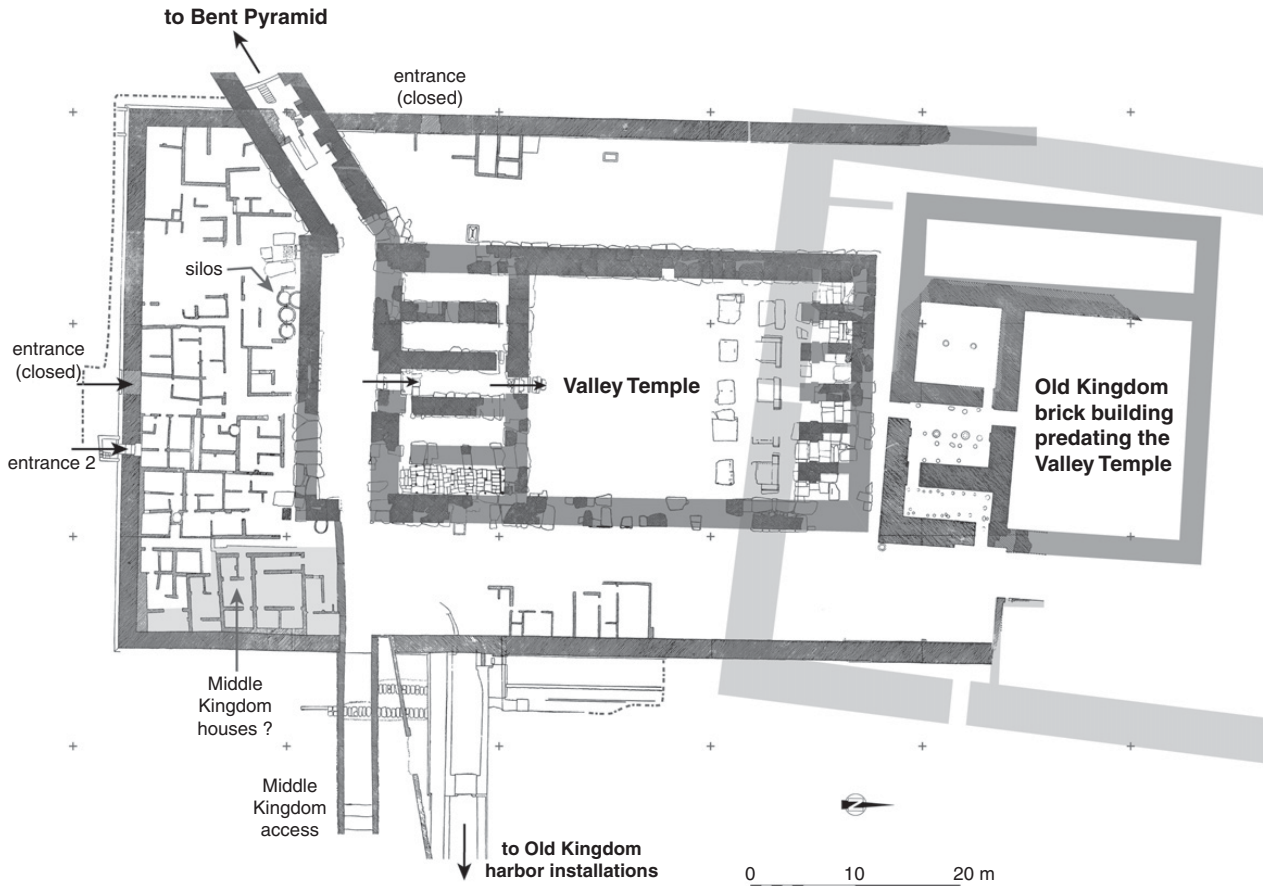 to Bent Pyramid
entrance
(closed)
silos
entrance
(closed)
entrance 2
Valley Temple
Old Kingdom
brick building
predating the
Valley Temple
Middle
Kingdom
houses ?
Middle
Kingdom
access
to Old Kingdom
harbor installations
N
0 10 20 m